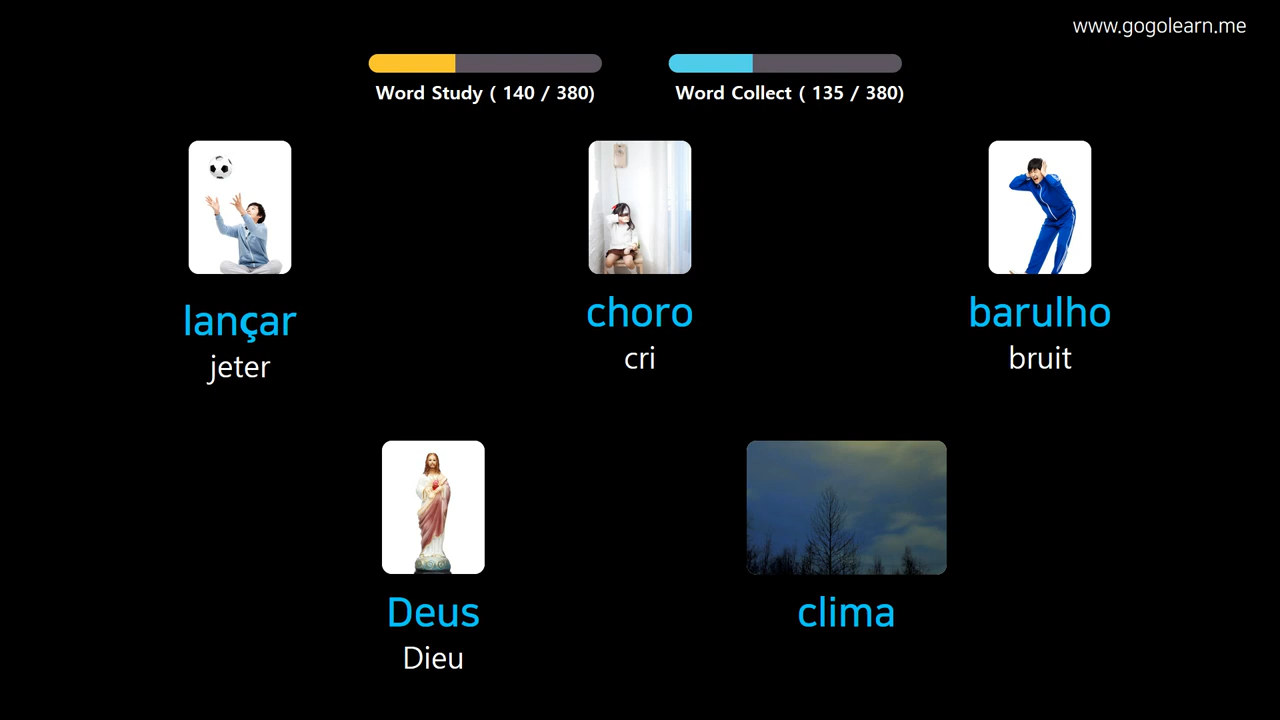 www.gogolearn.me
Word Study ( 140 / 380)
Word Collect ( 135 / 380)
lançar
jeter
choro
cri
barulho
bruit
Deus
Dieu
clima